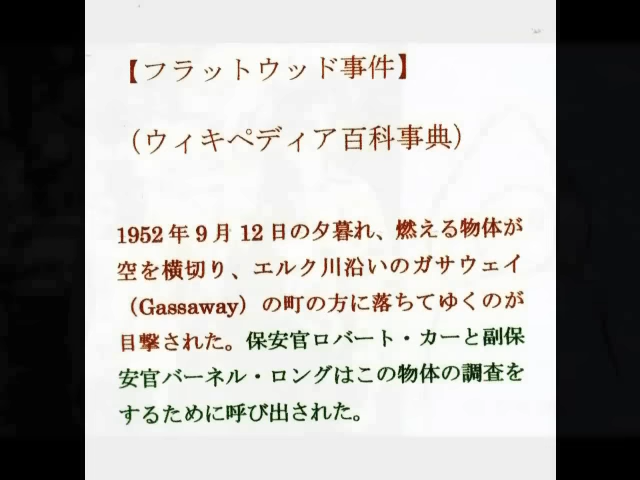 【フラットウッド事件】
（ウィキペディア百科事典）
1952年9月12日の夕暮れ、燃える物体が
空を横切り、エルク川沿いのガサウェイ
（Gassaway）の町の方に落ちてゆくのが
目撃された。保安官ロバート・カーと副保
安官バーネル・ロングはこの物体の調査を
するために呼び出された。